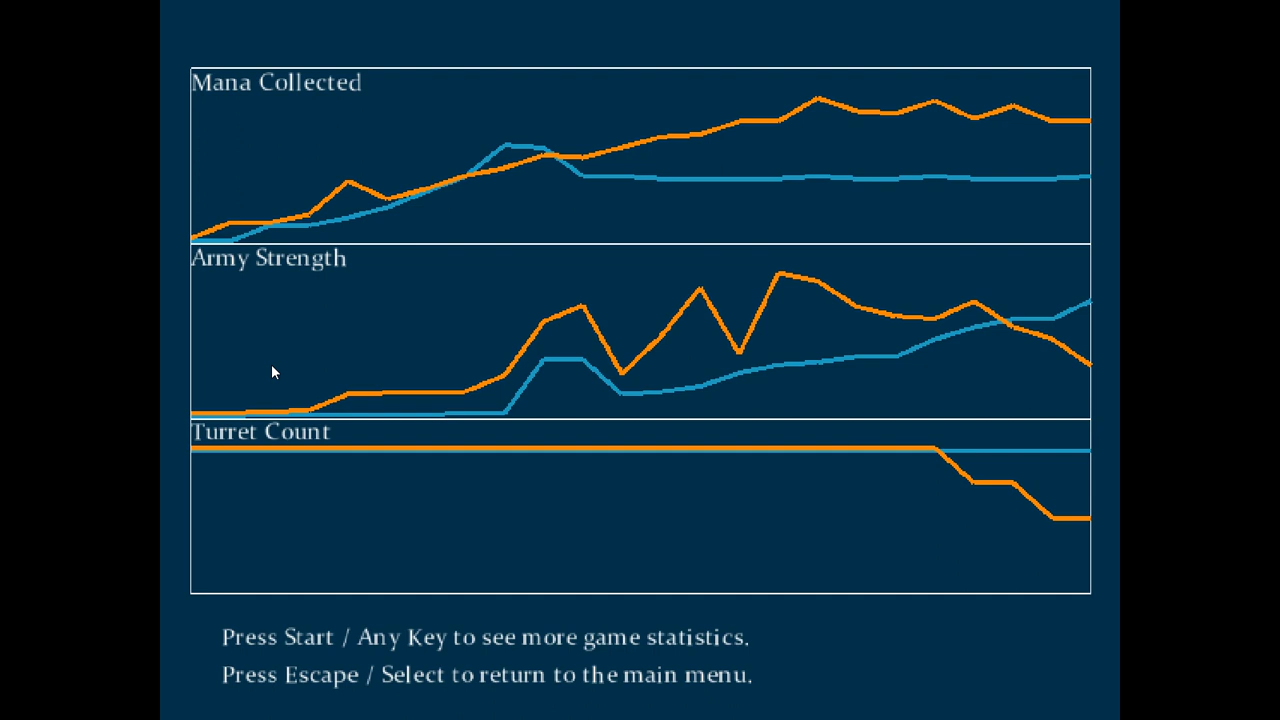 Mana Collected
Army Strength
Turret Count
Press Start / Any Key to see more game statistics.
Press Escape / Select to return to the main menu.